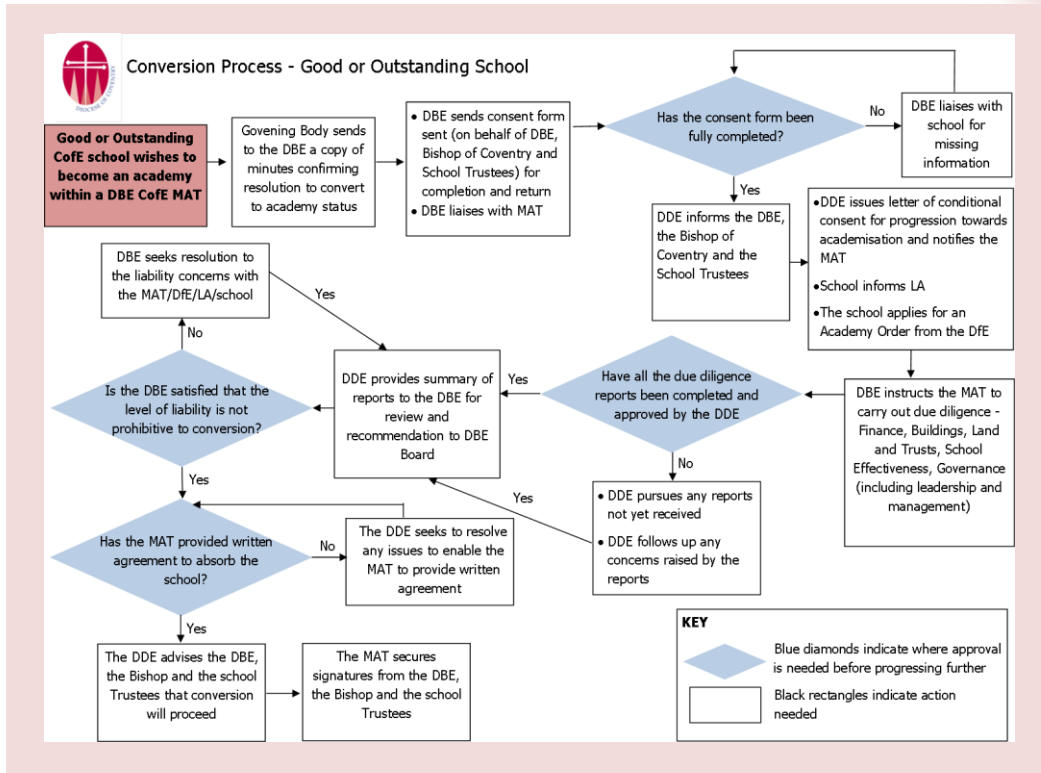 DIOCESE OF COVENTRY
Conversion Process - Good or Outstanding School
Good or Outstanding
CofE school wishes to
become an academy
within a DBE CofE MAT
Govening Body sends
to the DBE a copy of
minutes confirming
resolution to convert
to academy status
• DBE sends consent form
sent (on behalf of DBE,
Bishop of Coventry and
School Trustees) for
completion and return
• DBE liaises with MAT
Has the consent form been
fully completed?
No
DBE liaises with
school for
missing
information
Yes
DDE informs the DBE,
the Bishop of
Coventry and the
School Trustees
•DDE issues letter of conditional
consent for progression towards
academisation and notifies the
MAT
•School informs LA
•The school applies for an
Academy Order from the DfE
DBE instructs the MAT to
carry out due diligence -
Finance, Buildings, Land
and Trusts, School
Effectiveness, Governance
(including leadership and
management)
Have all the due diligence
reports been completed and
approved by the DDE
Yes
No
• DDE pursues any reports
not yet received
• DDE follows up any
concerns raised by the
reports
Yes
DDE provides summary of
reports to the DBE for
review and
recommendation to DBE
Board
Is the DBE satisfied that the
level of liability is not
prohibitive to conversion?
No
DBE seeks resolution to
the liability concerns with
the MAT/DfE/LA/school
Yes
Yes
Has the MAT provided written
agreement to absorb the
school?
No
The DDE seeks to resolve
any issues to enable the
MAT to provide written
agreement
Yes
The DDE advises the DBE,
the Bishop and the school
Trustees that conversion
will proceed
The MAT secures
signatures from the DBE,
the Bishop and the school
Trustees
KEY
Blue diamonds indicate where approval
is needed before progressing further
Black rectangles indicate action
needed